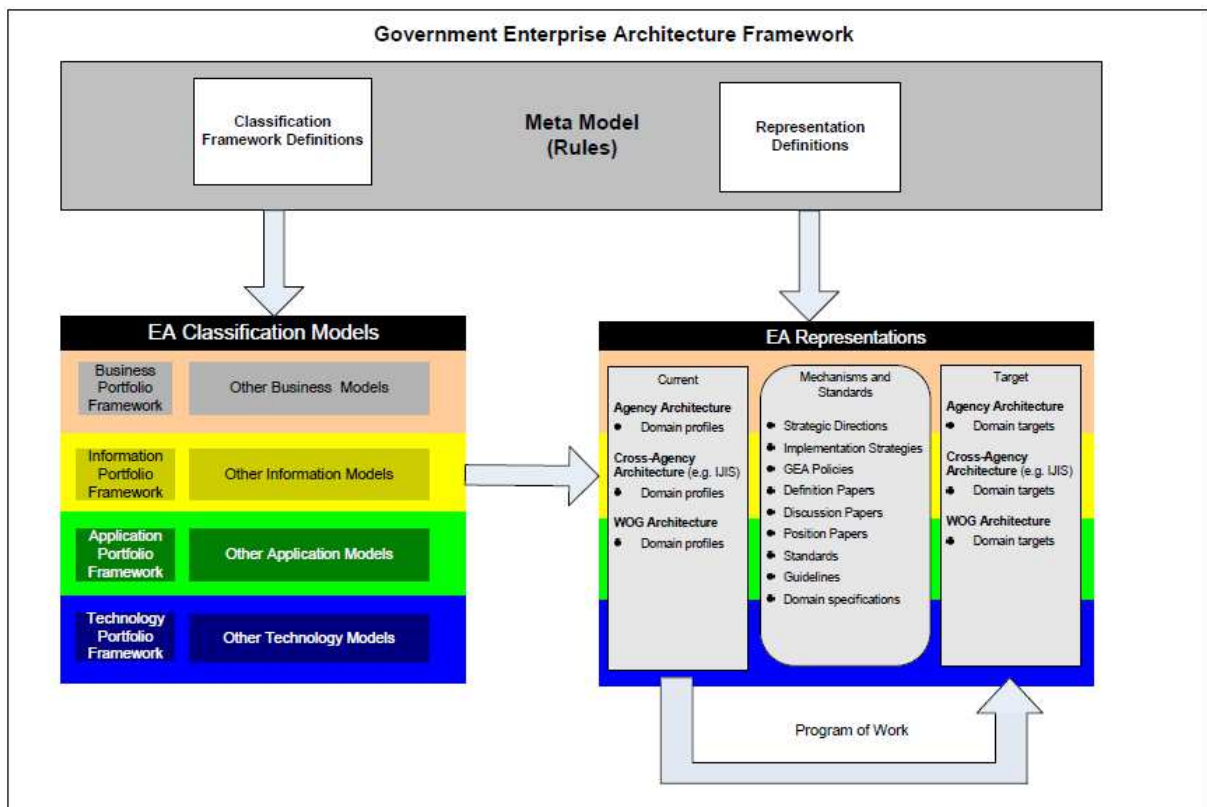 Government Enterprise Architecture Framework
Classification
Framework Definitions
Meta Model
(Rules)
Representation
Definitions
EA Classification Models
Business
Portfolio
Framework
Other Business Models
Information
Portfolio
Framework
Other Information Models
Application
Portfolio
Framework
Other Application Models
Technology
Portfolio
Framework
Other Technology Models
EA Representations
Current
Agency Architecture
● Domain profiles
Cross-Agency
Architecture (e.g. IJIS)
● Domain profiles
WOG Architecture
● Domain profiles
Mechanisms and
Standards
● Strategic Directions
● Implementation Strategies
● GEA Policies
● Definition Papers
● Discussion Papers
● Position Papers
● Standards
● Guidelines
● Domain specifications
Target
Agency Architecture
● Domain targets
Cross-Agency
Architecture (e.g. IJIS)
● Domain targets
WOG Architecture
● Domain targets
Program of Work